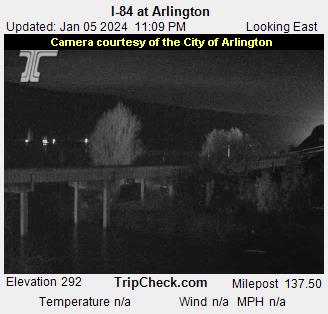 I-84 at Arlington
Updated: Jan 05 2024 11:09 PM Looking East
Camera courtesy of the City of Arlington
Elevation 292 TripCheck.com Milepost 137.50
Temperature n/a Wind n/a MPH n/a